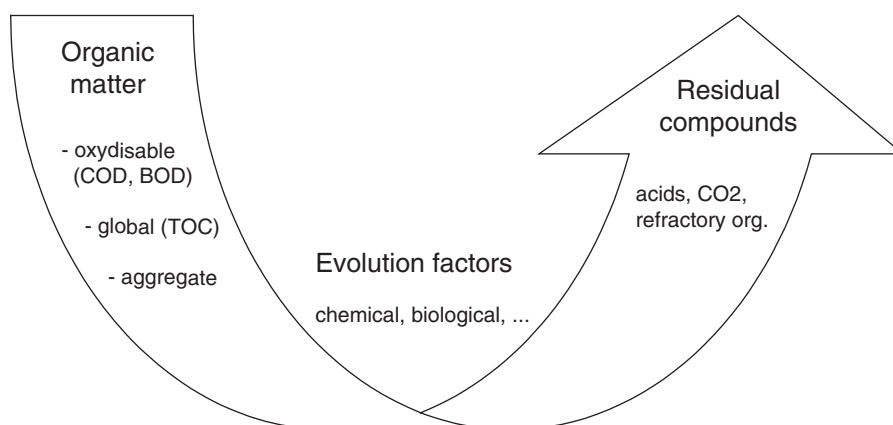 Organic
matter
- oxydisable
(COD, BOD)
- global (TOC)
- aggregate
Evolution factors
chemical, biological, ...
Residual
compounds
acids, CO2,
refractory org.